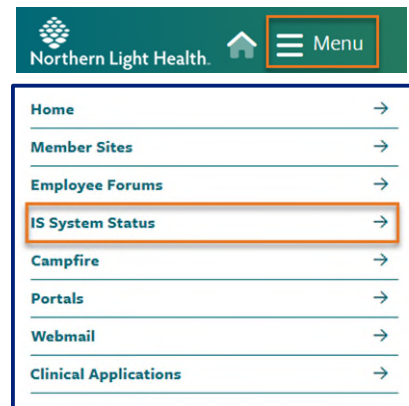 Northern Light Health.
Menu
Home
Member Sites
Employee Forums
IS System Status
Campfire
Portals
Webmail
Clinical Applications